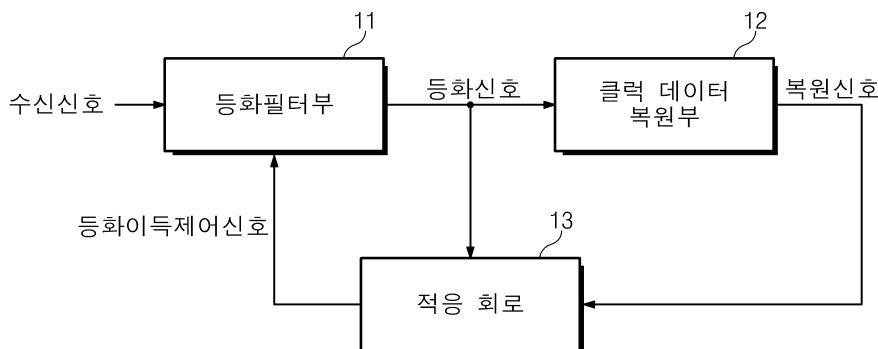 11
12
수신신호
등화필터부
등화신호
클럭 데이터
복원부
복원신호
등화이득제어신호
13
적응 회로